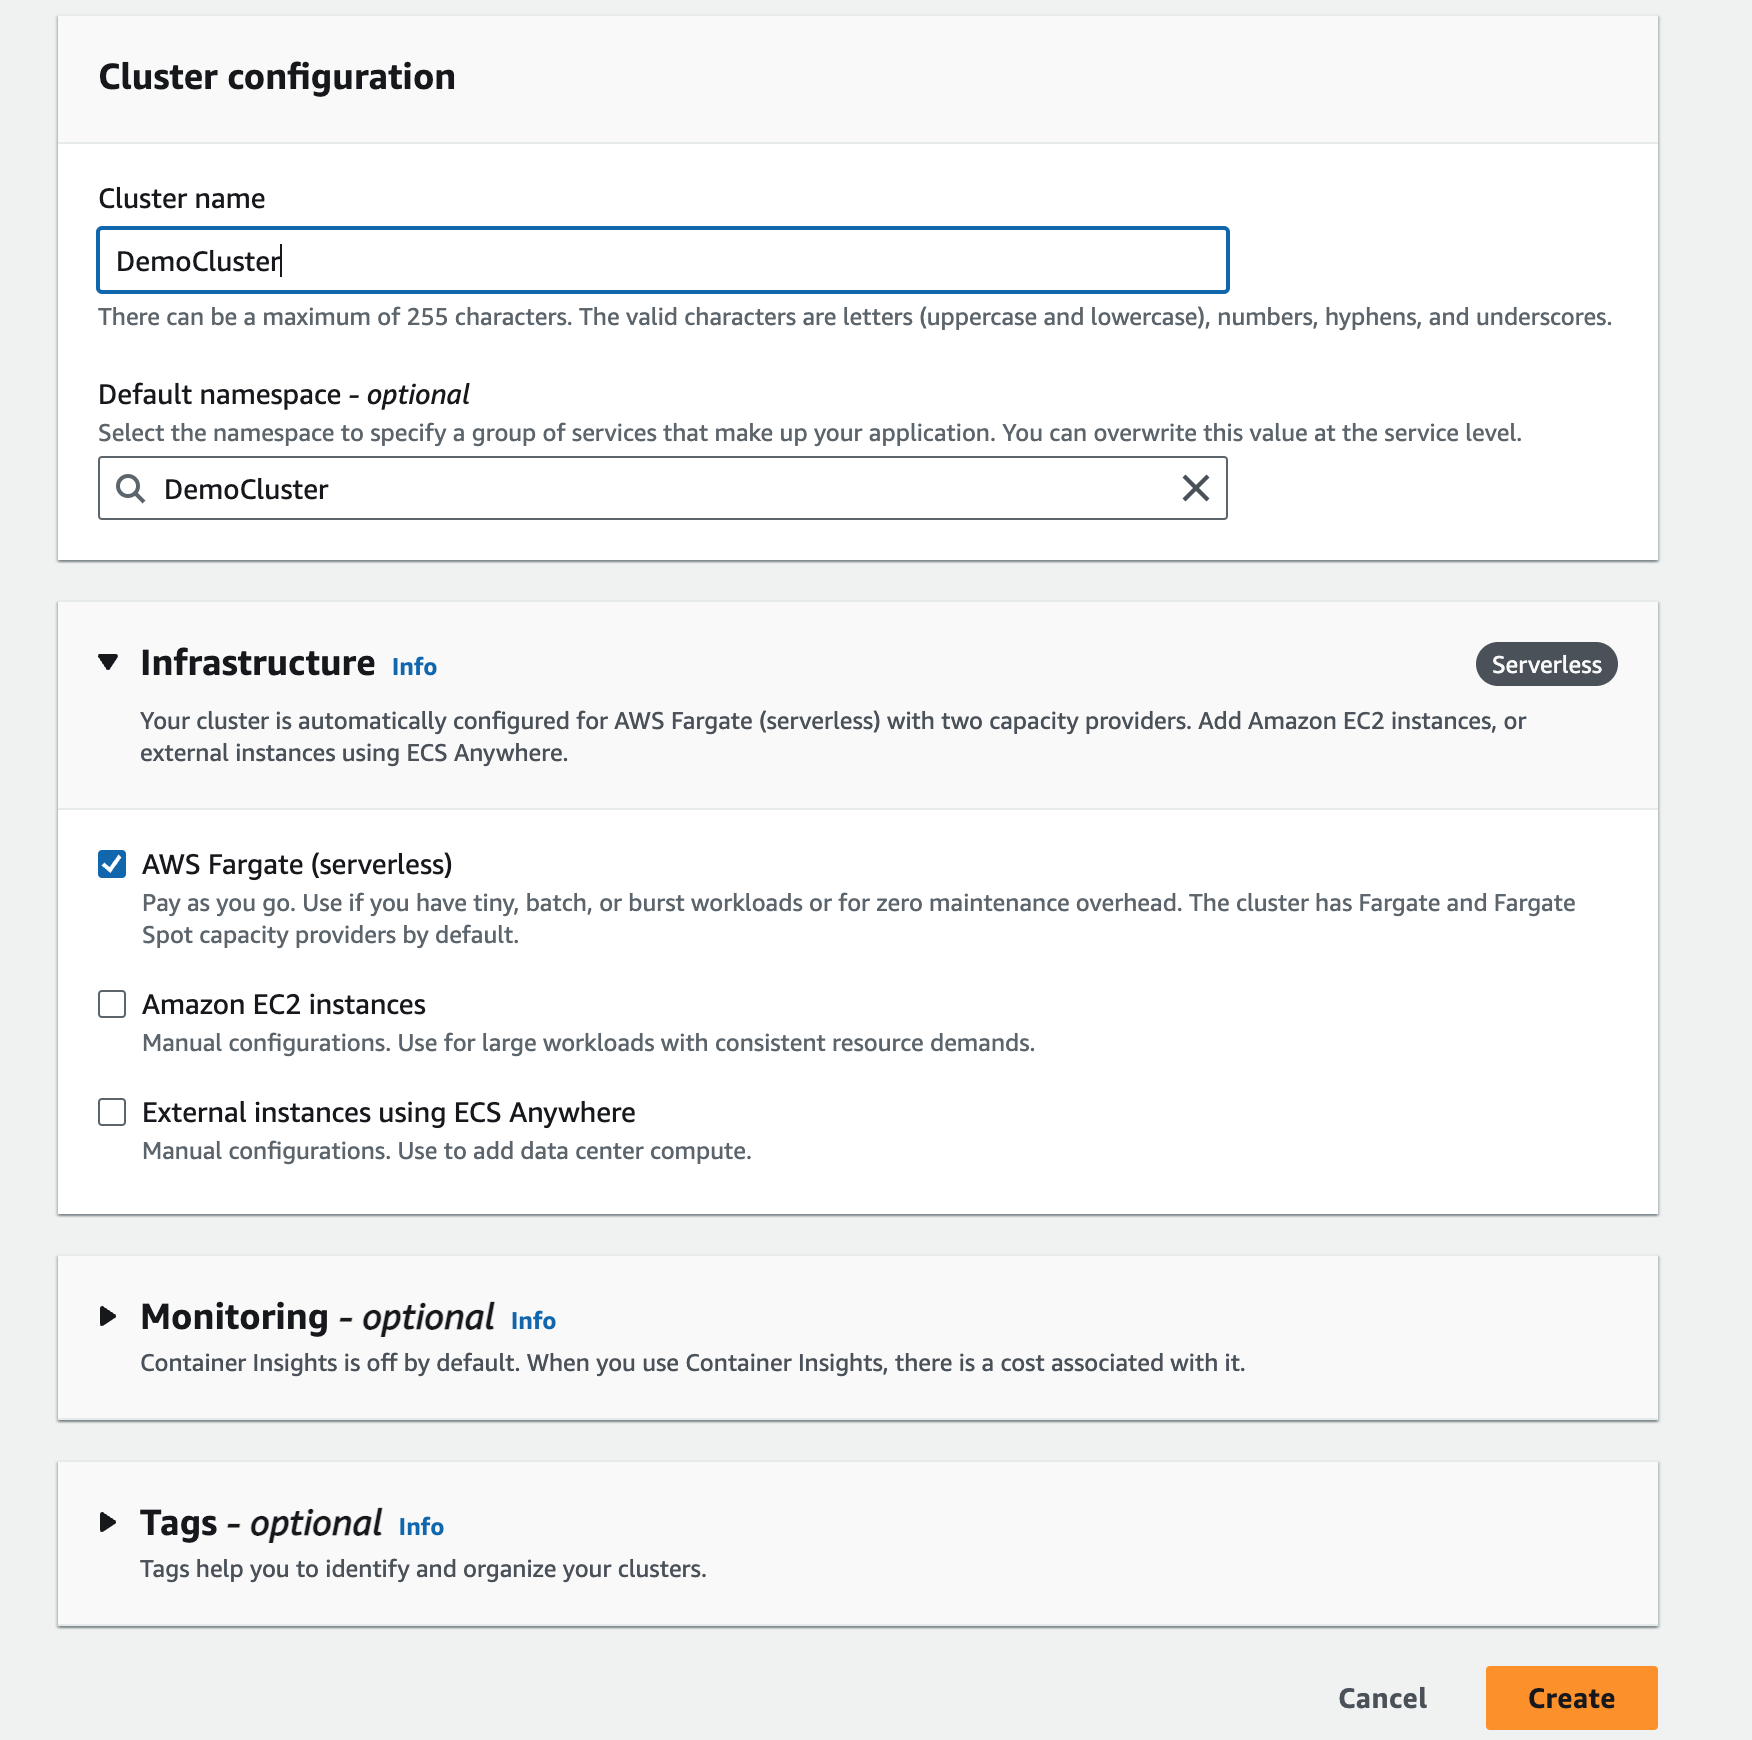 Cluster configuration
Cluster name
DemoCluster
There can be a maximum of 255 characters. The valid characters are letters (uppercase and lowercase), numbers, hyphens, and underscores.
Default namespace - optional
Select the namespace to specify a group of services that make up your application. You can overwrite this value at the service level.
DemoCluster
Infrastructure Info
Serverless
Your cluster is automatically configured for AWS Fargate (serverless) with two capacity providers. Add Amazon EC2 instances, or
external instances using ECS Anywhere.
AWS Fargate (serverless)
Pay as you go. Use if you have tiny, batch, or burst workloads or for zero maintenance overhead. The cluster has Fargate and Fargate
Spot capacity providers by default.
Amazon EC2 instances
Manual configurations. Use for large workloads with consistent resource demands.
External instances using ECS Anywhere
Manual configurations. Use to add data center compute.
Monitoring - optional Info
Container Insights is off by default. When you use Container Insights, there is a cost associated with it.
Tags - optional Info
Tags help you to identify and organize your clusters.
Cancel
Create